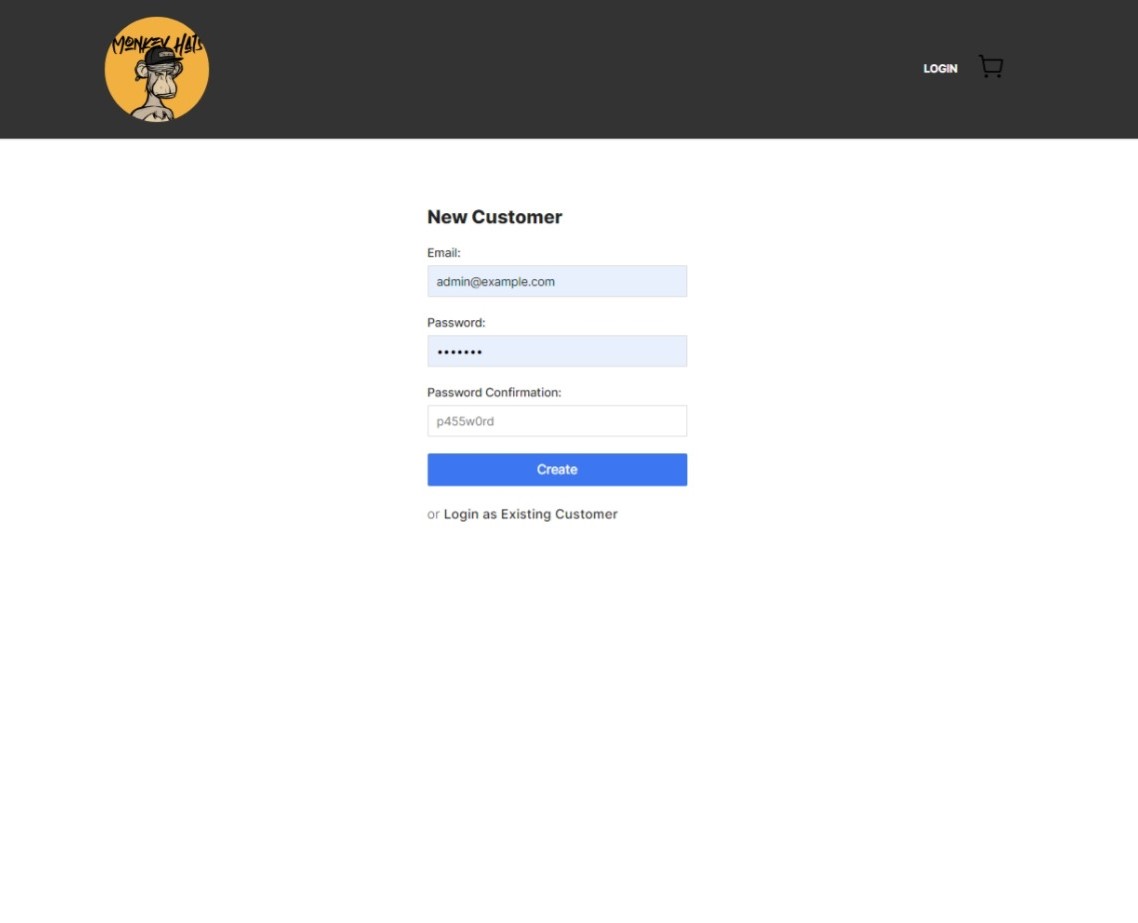 MONKEY HATS
LOGIN
New Customer
Email:
admin@example.com
Password:
•••••••
Password Confirmation:
p455w0rd
Create
or Login as Existing Customer